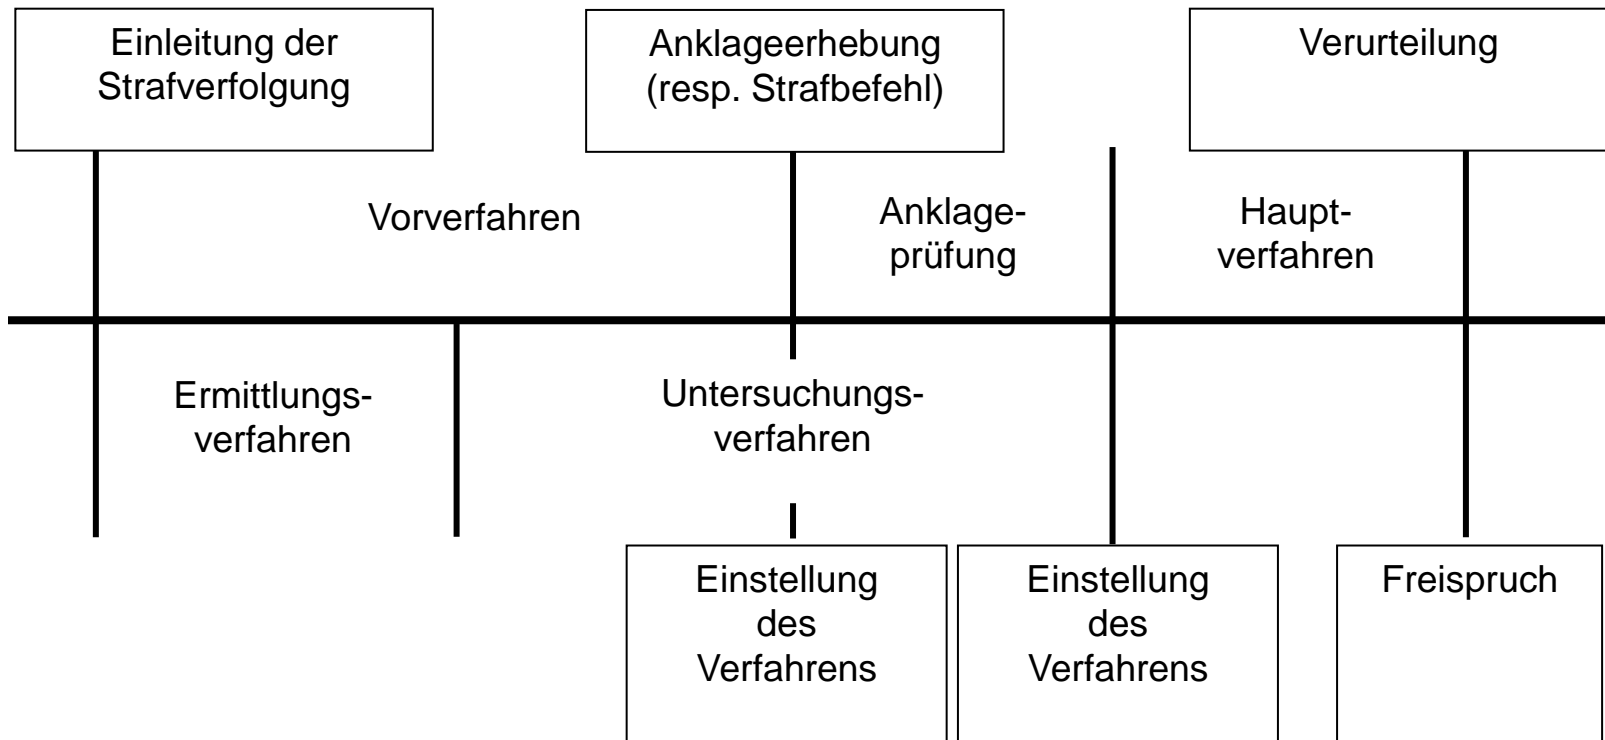 Einleitung der
Strafverfolgung
Anklageerhebung
(resp. Strafbefehl)
Verurteilung
Vorverfahren
Anklage-
prüfung
Haupt-
verfahren
Ermittlungs-
verfahren
Untersuchungs-
verfahren
Einstellung
des
Verfahrens
Einstellung
des
Verfahrens
Freispruch